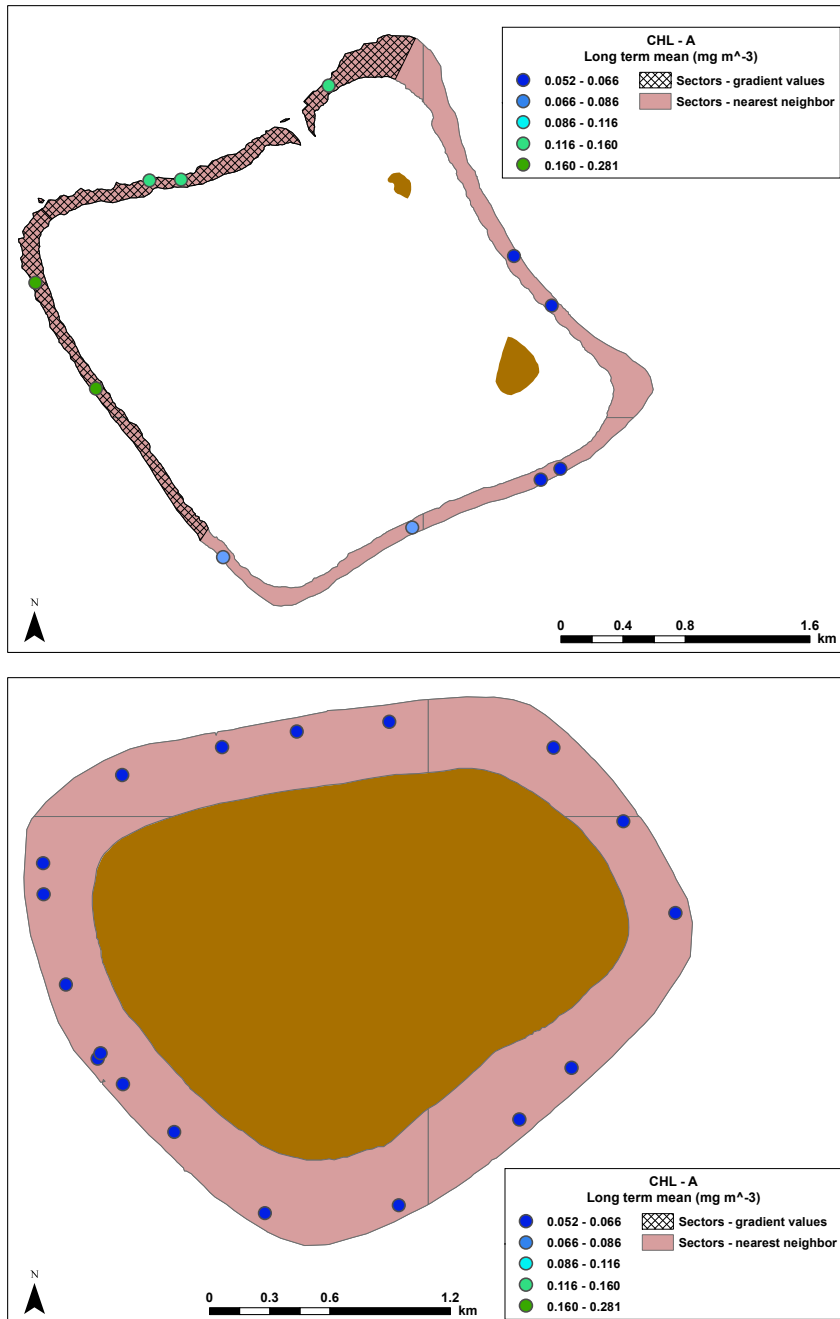 CHL - A
Long term mean (mg m^-3)
0.052 - 0.066 Sectors - gradient values
0.066 - 0.086 Sectors - nearest neighbor
0.086 - 0.116
0.116 - 0.160
0.160 - 0.281
N
0 0.4 0.8 1.6
km
CHL - A
Long term mean (mg m^-3)
0.052 - 0.066 Sectors - gradient values
0.066 - 0.086 Sectors - nearest neighbor
0.086 - 0.116
0.116 - 0.160
0.160 - 0.281
N
0 0.3 0.6 1.2
km